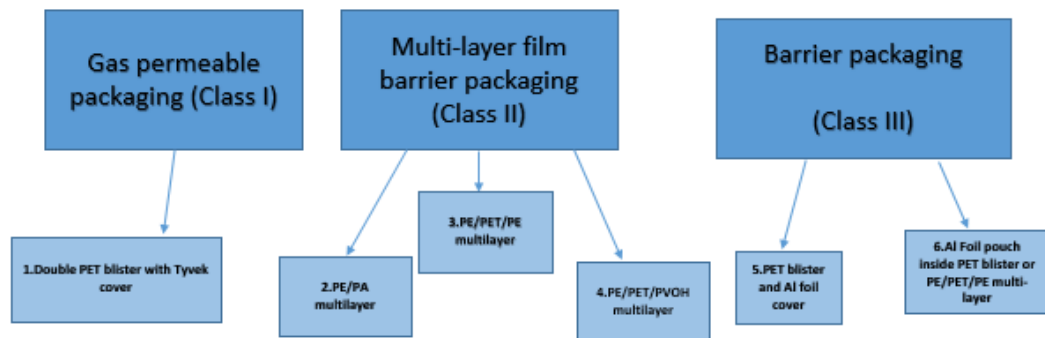 Gas permeable
packaging (Class I)
Multi-layer film
barrier packaging
(Class II)
Barrier packaging
(Class III)
1.Double PET blister with Tyvek
cover
2.PE/PA
multilayer
3.PE/PET/PE
multilayer
4.PE/PET/PVOH
multilayer
5.PET blister
and Al foil
cover
6.Al Foil pouch
inside PET blister or
PE/PET/PE multi-
layer